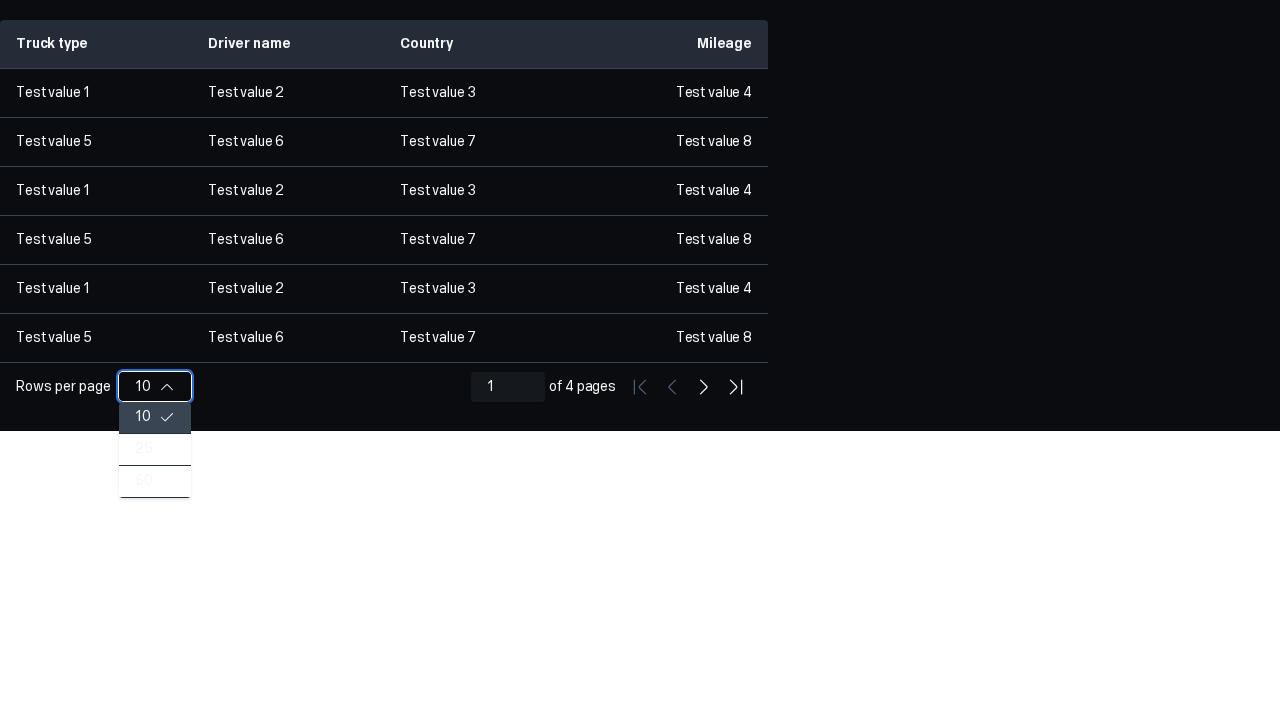 Truck type Driver name Country Mileage
Test value 1 Test value 2 Test value 3 Test value 4
Test value 5 Test value 6 Test value 7 Test value 8
Test value 1 Test value 2 Test value 3 Test value 4
Test value 5 Test value 6 Test value 7 Test value 8
Test value 1 Test value 2 Test value 3 Test value 4
Test value 5 Test value 6 Test value 7 Test value 8
Rows per page 10 1 of 4 pages
10
25
50